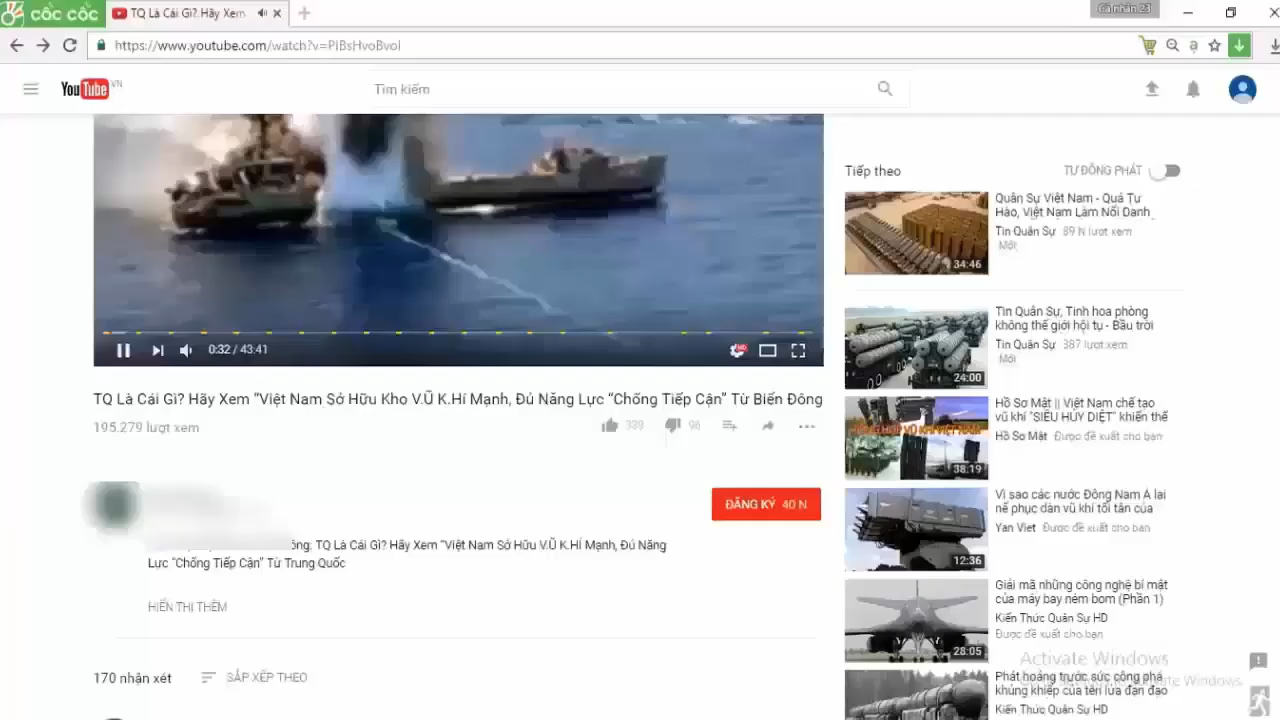 cốc cốc
TQ Là Cái Gì? Hãy Xem
Cá nhân 23
https://www.youtube.com/watch?v=PiBsHvoBvoI
YouTube VN
Tìm kiếm
0:32 / 43:41
HD
TQ Là Cái Gì? Hãy Xem "Việt Nam Sở Hữu Kho V.Ũ K.Hí Mạnh, Đủ Năng Lực "Chống Tiếp Cận" Từ Biển Đông
195.279 lượt xem
339
96
ĐĂNG KÝ 40 N
ông: TQ Là Cái Gì? Hãy Xem "Việt Nam Sở Hữu V.Ũ K.Hí Mạnh, Đủ Năng
Lực "Chống Tiếp Cận" Từ Trung Quốc
HIỂN THỊ THÊM
170 nhận xét
SẮP XẾP THEO
Tiếp theo
TỰ ĐỘNG PHÁT
Quân Sự Việt Nam - Quá Tự
Hào, Việt Nam Làm Nổi Danh
Tin Quân Sự 89 N lượt xem
Mới
34:46
Tin Quân Sự, Tinh hoa phòng
không thế giới hội tụ - Bầu trời
Tin Quân Sự 387 lượt xem
Mới
24:00
Hồ Sơ Mật || Việt Nam chế tạo
vũ khí "SIÊU HỦY DIỆT" khiến thế
Hồ Sơ Mật Được đề xuất cho bạn
38:19
Vì sao các nước Đông Nam Á lại
nể phục dàn vũ khí tối tân của
Yan Viet Được đề xuất cho bạn
12:36
Giải mã những công nghệ bí mật
của máy bay ném bom (Phần 1)
Kiến Thức Quân Sự HD
Được đề xuất cho bạn
28:05
Activate Windows
Phát hoảng trước sức công phá
khủng khiếp của tên lửa đạn đạo
Kiến Thức Quân Sự HD